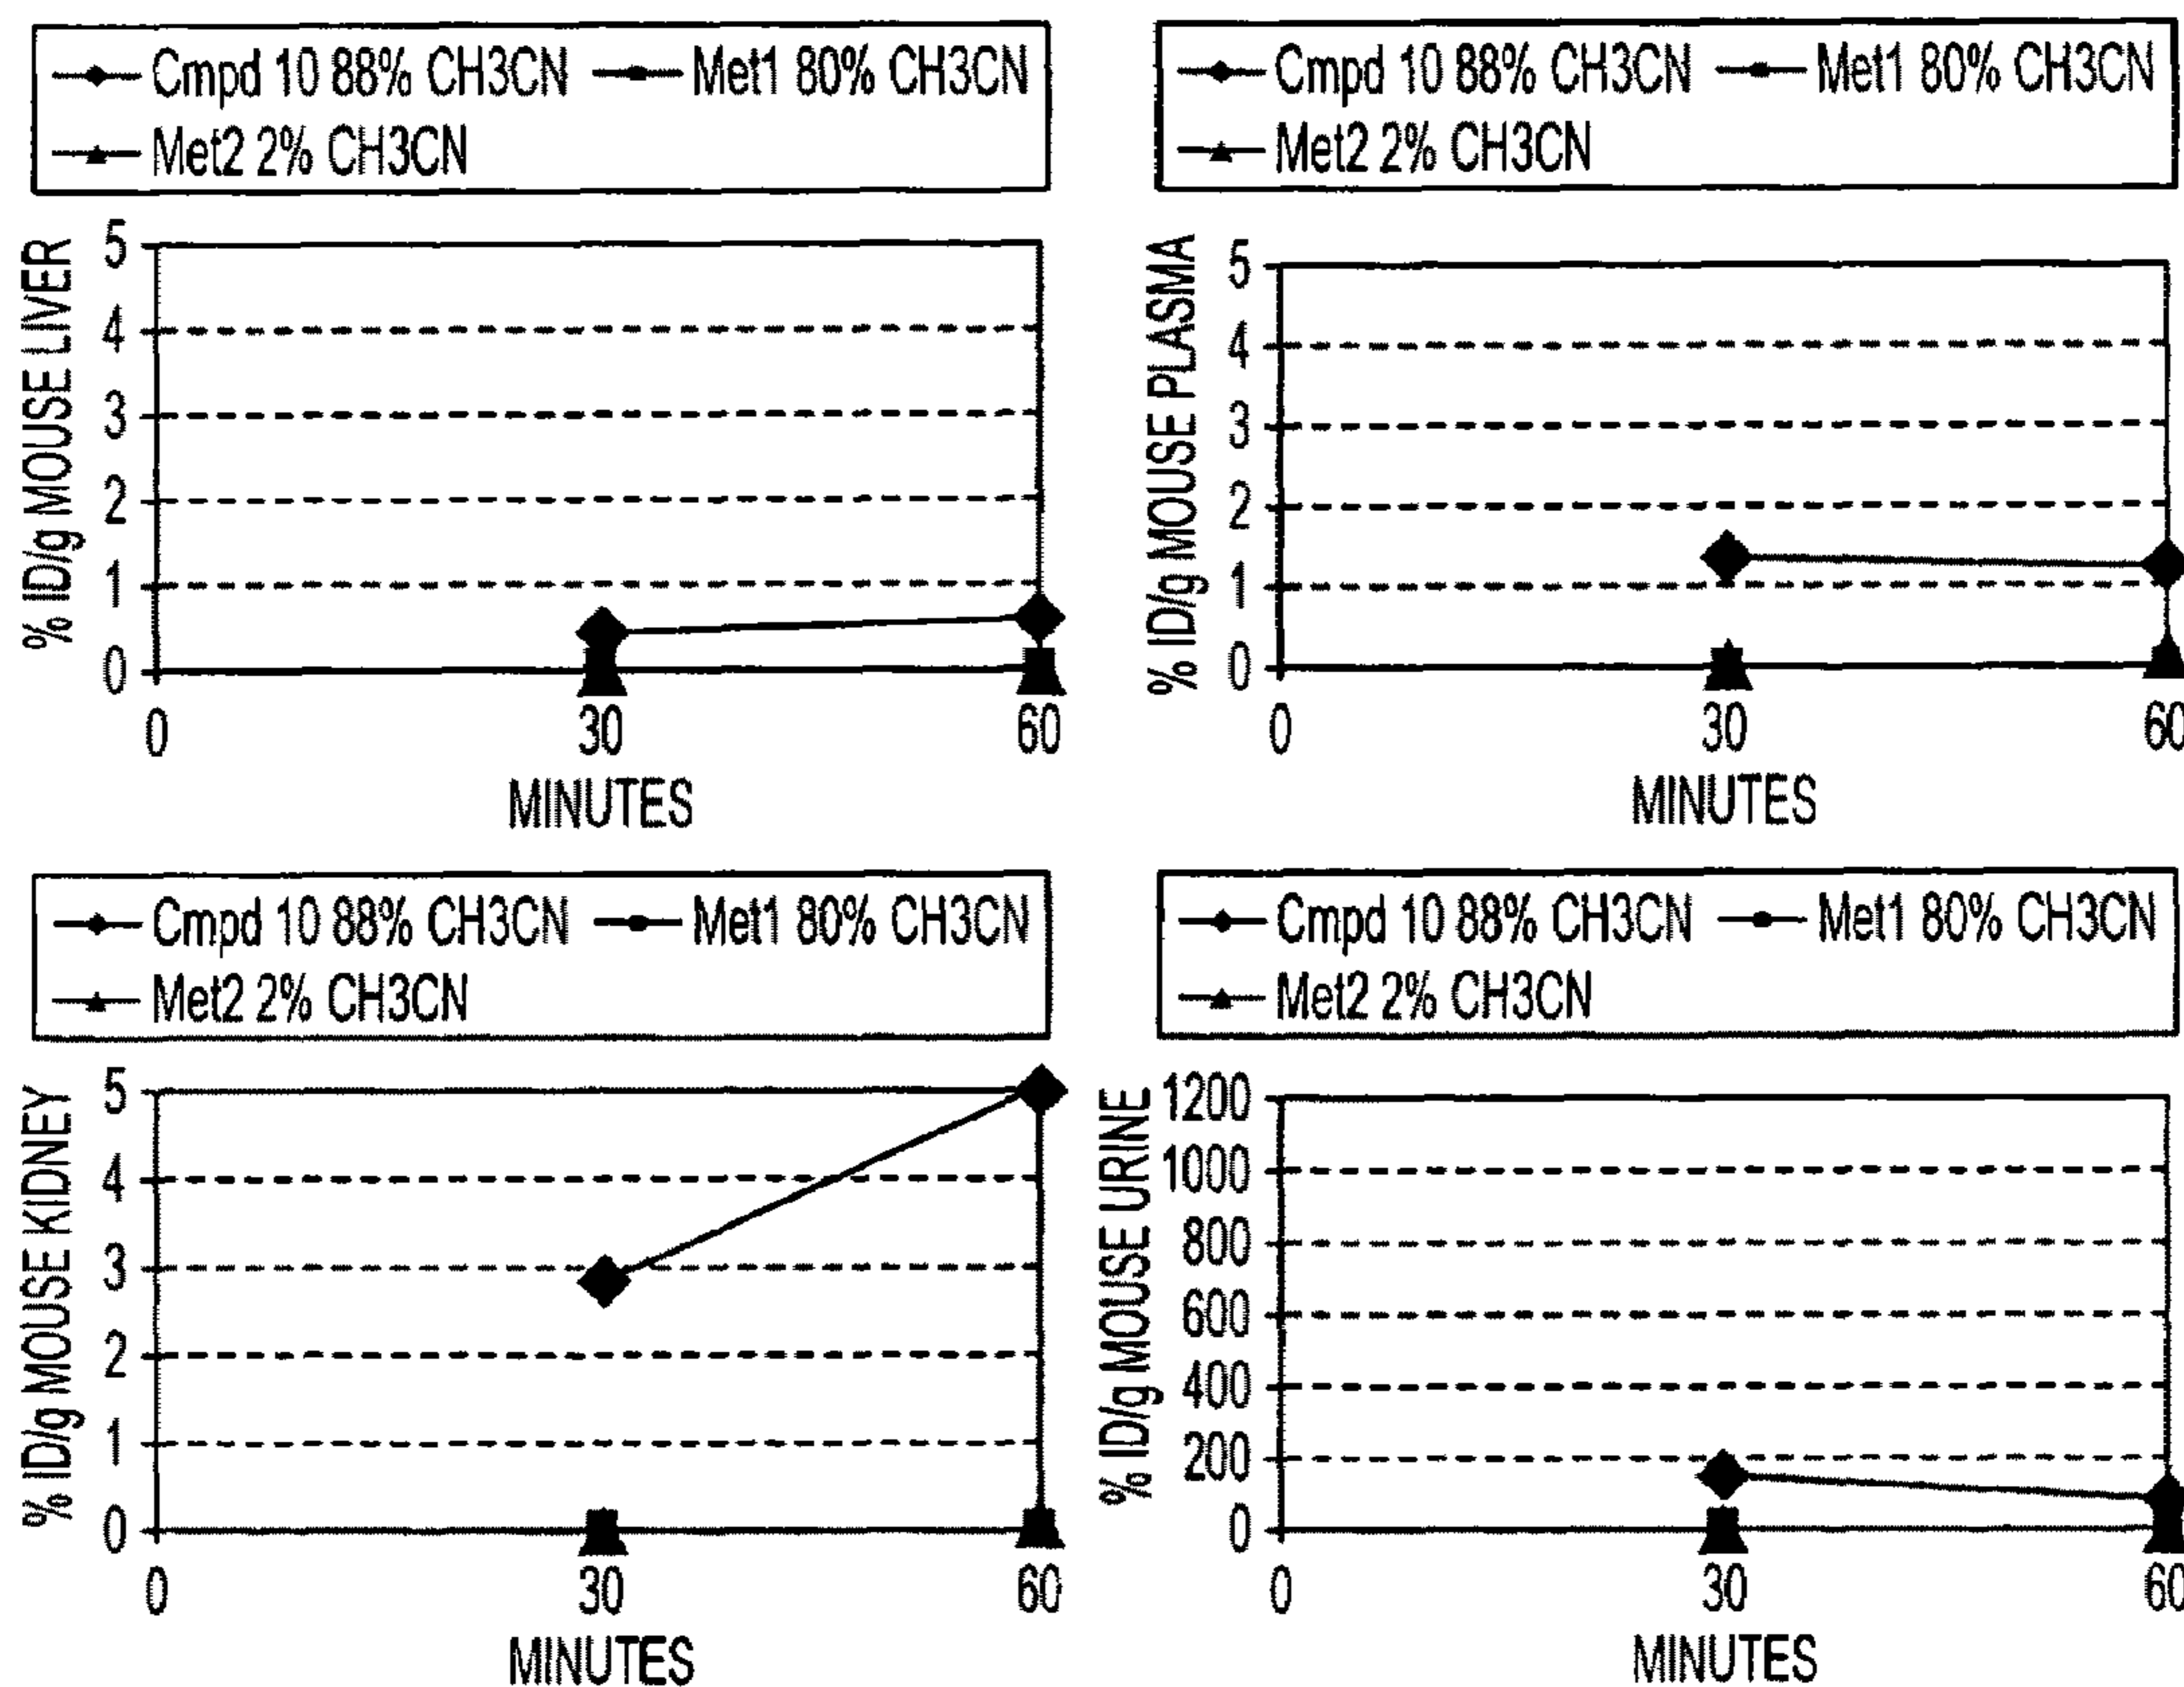 Cmpd 10 88% CH3CN Met1 80% CH3CN
Met2 2% CH3CN
% ID/g MOUSE LIVER
5
4
3
2
1
0
0 30 60
MINUTES
Cmpd 10 88% CH3CN Met1 80% CH3CN
Met2 2% CH3CN
% ID/g MOUSE PLASMA
5
4
3
2
1
0
0 30 60
MINUTES
Cmpd 10 88% CH3CN Met1 80% CH3CN
Met2 2% CH3CN
% ID/g MOUSE KIDNEY
5
4
3
2
1
0
0 30 60
MINUTES
Cmpd 10 88% CH3CN Met1 80% CH3CN
Met2 2% CH3CN
% ID/g MOUSE URINE
1200
1000
800
600
400
200
0
0 30 60
MINUTES